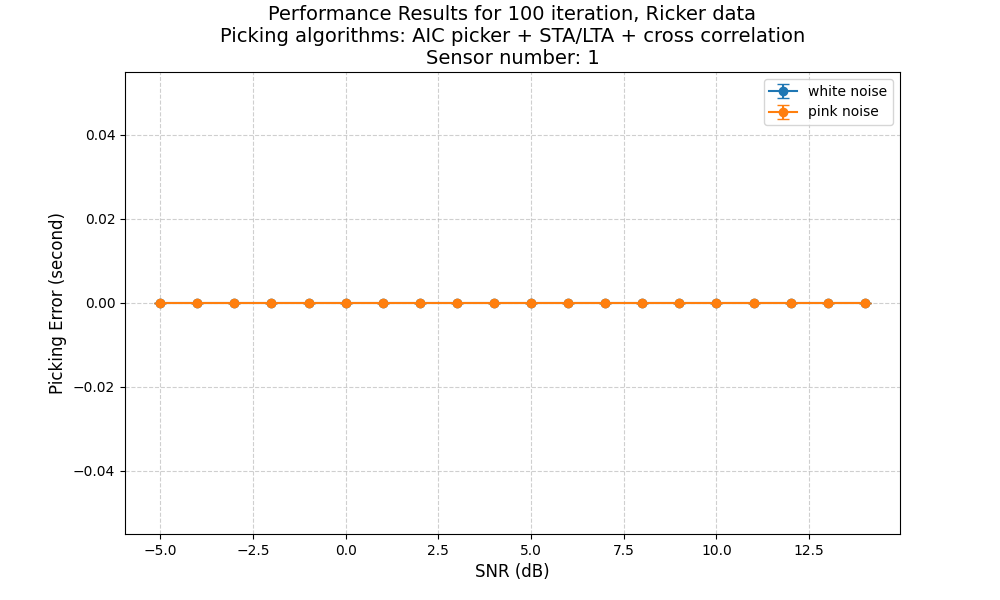 Performance Results for 100 iteration, Ricker data
Picking algorithms: AIC picker + STA/LTA + cross correlation
Sensor number: 1
white noise
pink noise
Picking Error (second)
0.04
0.02
0.00
−0.02
−0.04
−5.0
−2.5
0.0
2.5
5.0
7.5
10.0
12.5
SNR (dB)